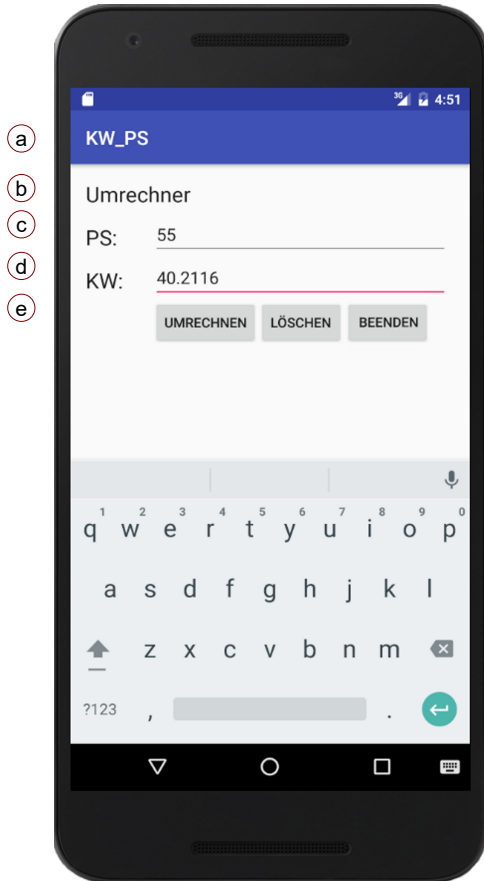 3G 4:51
a KW_PS
b Umrechner
c PS: 55
d KW: 40.2116
e UMRECHNEN LÖSCHEN BEENDEN
1 2 3 4 5 6 7 8 9 0
q w e r t y u i o p
a s d f g h j k l
z x c v b n m
?123 , .